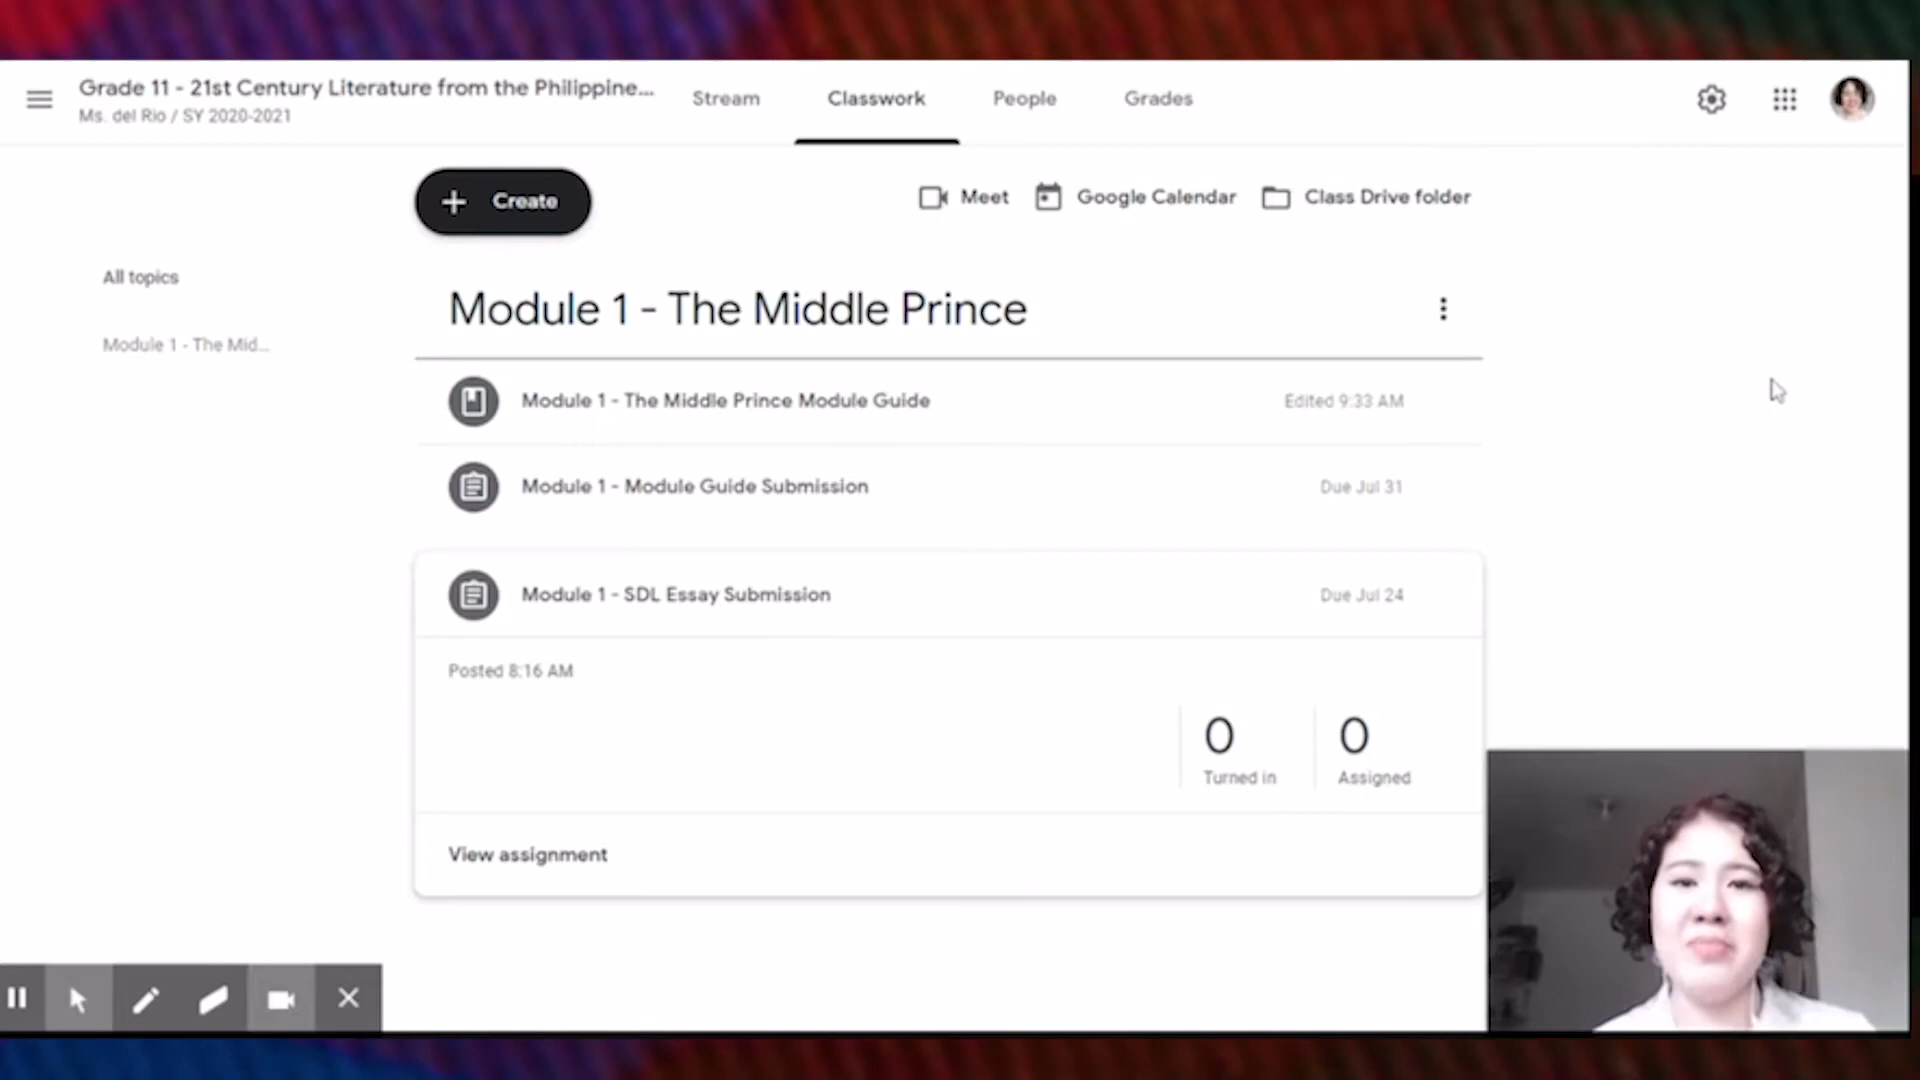 Grade 11 - 21st Century Literature from the Philippine...
Ms. del Rio / SY 2020-2021
Stream
Classwork
People
Grades
Create
Meet
Google Calendar
Class Drive folder
All topics
Module 1 - The Mid...
Module 1 - The Middle Prince
Module 1 - The Middle Prince Module Guide
Edited 9:33 AM
Module 1 - Module Guide Submission
Due Jul 31
Module 1 - SDL Essay Submission
Due Jul 24
Posted 8:16 AM
0
Turned in
0
Assigned
View assignment